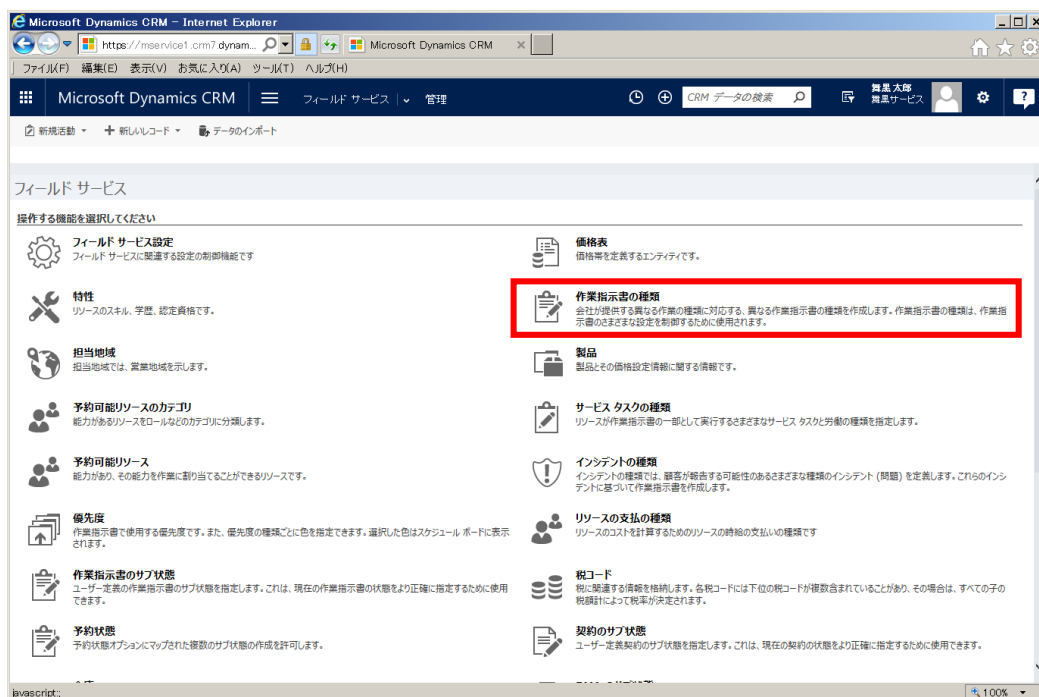 Microsoft Dynamics CRM - Internet Explorer
https://mservice1.crm7.dynam...
Microsoft Dynamics CRM
ファイル(F) 編集(E) 表示(V) お気に入り(A) ツール(T) ヘルプ(H)
Microsoft Dynamics CRM
フィールド サービス
管理
CRM データの検索
舞黒 太郎
舞黒サービス
新規活動
新しいレコード
データのインポート
フィールド サービス
操作する機能を選択してください
フィールド サービス設定
フィールド サービスに関連する設定の制御機能です
価格表
価格帯を定義するエンティティです。
特性
リソースのスキル、学歴、認定資格です。
作業指示書の種類
会社が提供する異なる作業の種類に対応する、異なる作業指示書の種類を作成します。作業指示書の種類は、作業指
示書のさまざまな設定を制御するために使用されます。
担当地域
担当地域では、営業地域を示します。
製品
製品とその価格設定情報に関する情報です。
予約可能リソースのカテゴリ
能力があるリソースをロールなどのカテゴリに分類します。
サービス タスクの種類
リソースが作業指示書の一部として実行するさまざまなサービス タスクと労働の種類を指定します。
予約可能リソース
能力があり、その能力を作業に割り当てることができるリソースです。
インシデントの種類
インシデントの種類では、顧客が報告する可能性のあるさまざまな種類のインシデント (問題) を定義します。これらのインシ
デントに基づいて作業指示書を作成します。
優先度
作業指示書で使用する優先度です。また、優先度の種類ごとに色を指定できます。選択した色はスケジュール ボードに表示
されます。
リソースの支払の種類
リソースのコストを計算するためのリソースの時給の支払いの種類です
作業指示書のサブ状態
ユーザー定義の作業指示書のサブ状態を指定します。これは、現在の作業指示書の状態をより正確に指定するために使用
できます。
税コード
税に関連する情報を格納します。各税コードには下位の税コードが複数含まれていることがあり、その場合は、すべての子の
税額計によって税率が決定されます。
予約状態
予約状態オプションにマップされた複数のサブ状態の作成を許可します。
契約のサブ状態
ユーザー定義契約のサブ状態を指定します。これは、現在の契約の状態をより正確に指定するために使用できます。
javascript:;
100%